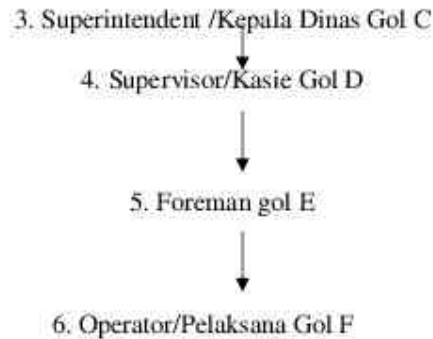 3. Superintendent /Kepala Dinas Gol C
4. Supervisor/Kasie Gol D
5. Foreman gol E
6. Operator/Pelaksana Gol F